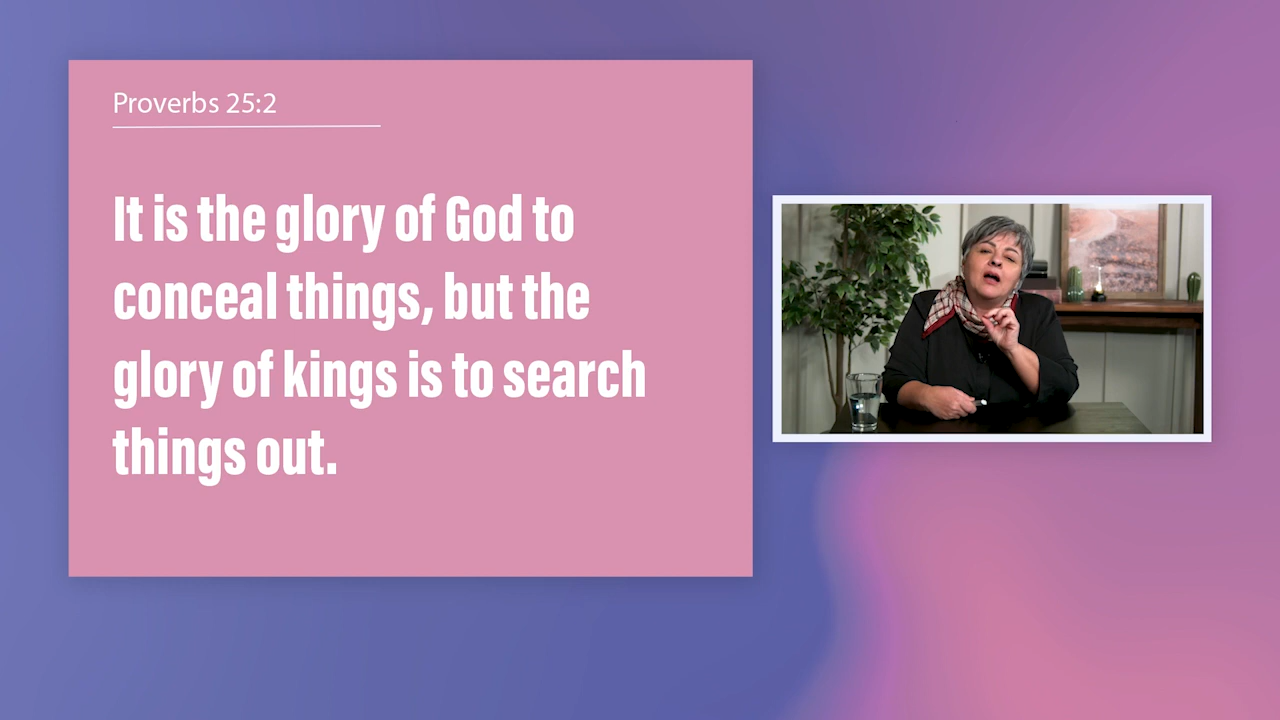 Proverbs 25:2
It is the glory of God to
conceal things, but the
glory of kings is to search
things out.